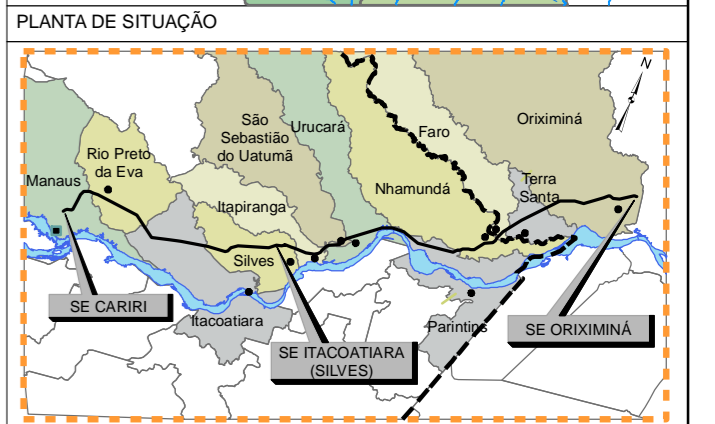 PLANTA DE SITUAÇÃO
N
Oriximiná
São
Sebastião
do Uatumã
Urucará
Faro
Rio Preto
da Eva
Manaus
Terra
Santa
Nhamundá
Itapiranga
Silves
SE CARIRI
Itacoatiara
Parintins
SE ORIXIMINÁ
SE ITACOATIARA
(SILVES)